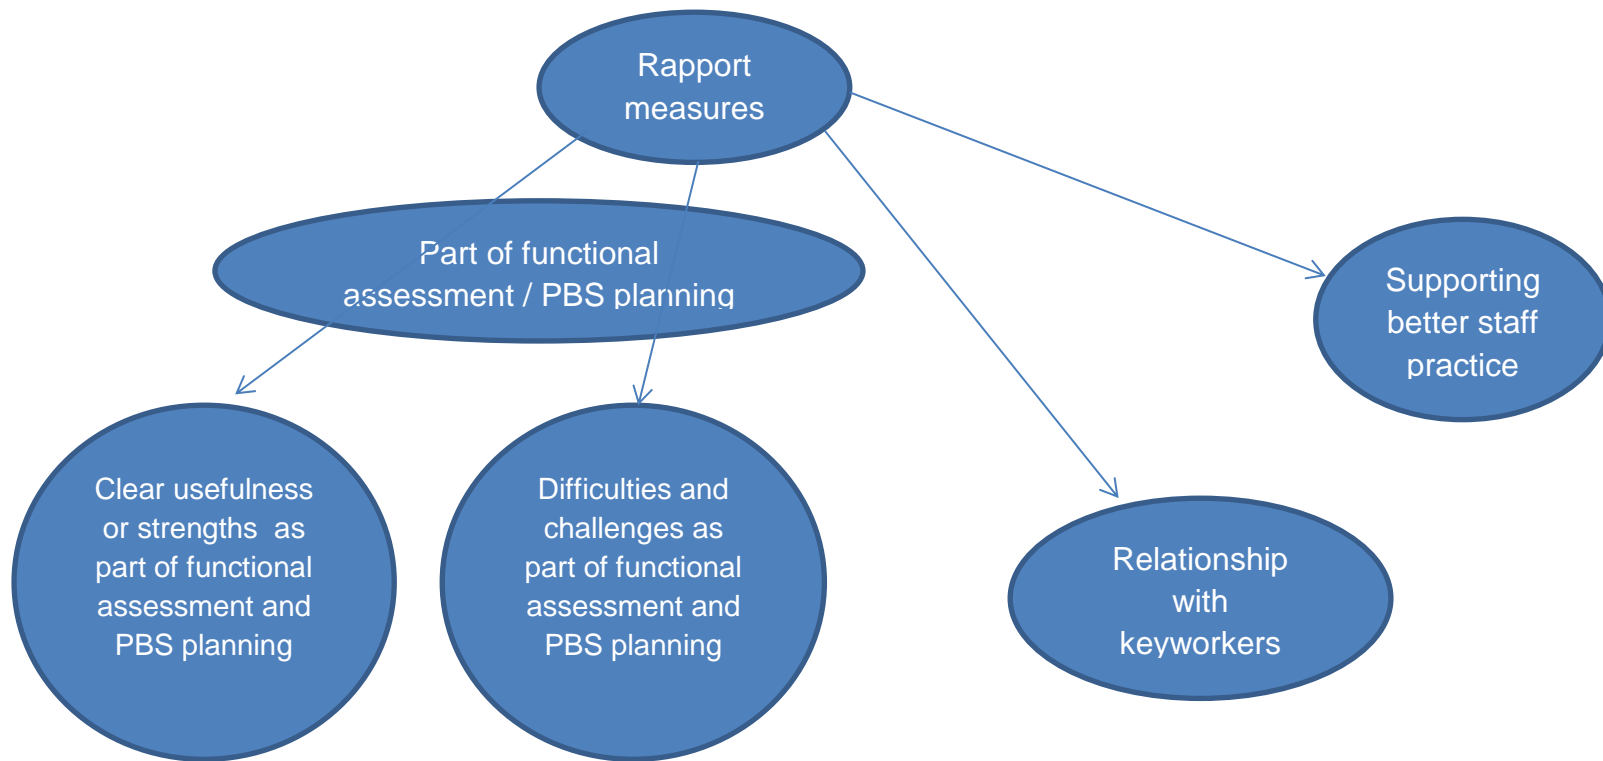 Rapport
measures
Part of functional
assessment / PBS planning
Supporting
better staff
practice
Clear usefulness
or strengths as
part of functional
assessment and
PBS planning
Difficulties and
challenges as
part of functional
assessment and
PBS planning
Relationship
with
keyworkers